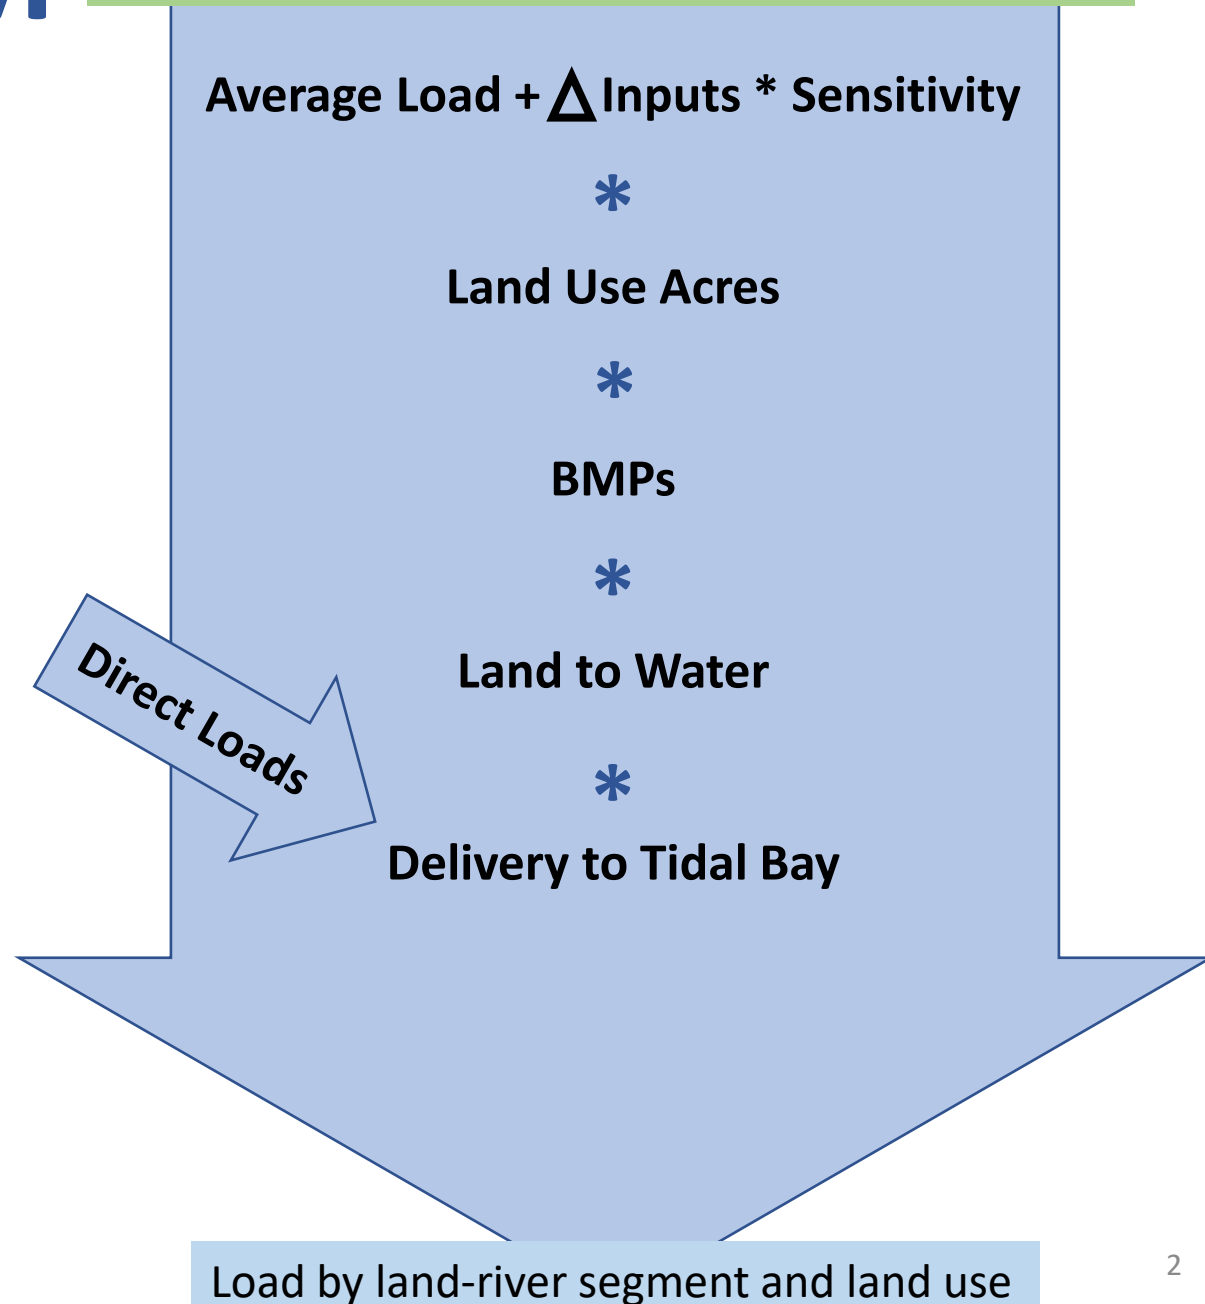 Average Load + Δ Inputs * Sensitivity
*
Land Use Acres
*
BMPs
*
Land to Water
Direct Loads
*
Delivery to Tidal Bay
Load by land-river segment and land use
2